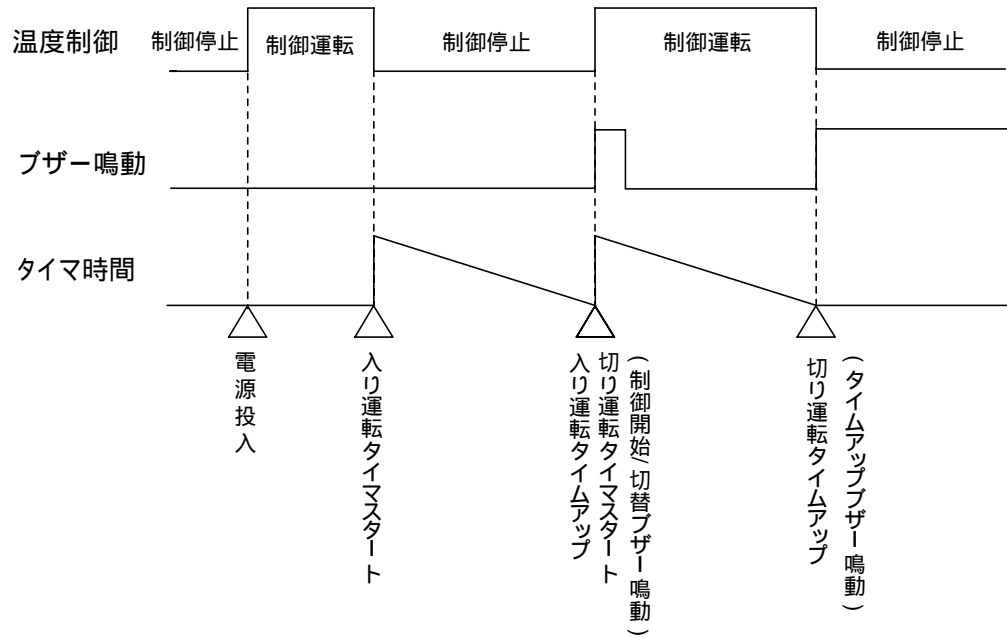 温度制御
制御停止
制御運転
制御停止
制御運転
制御停止
ブザー鳴動
タイマ時間
電源投入
入り運転タイマスタート
(制御開始/切替ブザー鳴動)
切り運転タイマスタート
入り運転タイムアップ
(タイムアップブザー鳴動)
切り運転タイムアップ